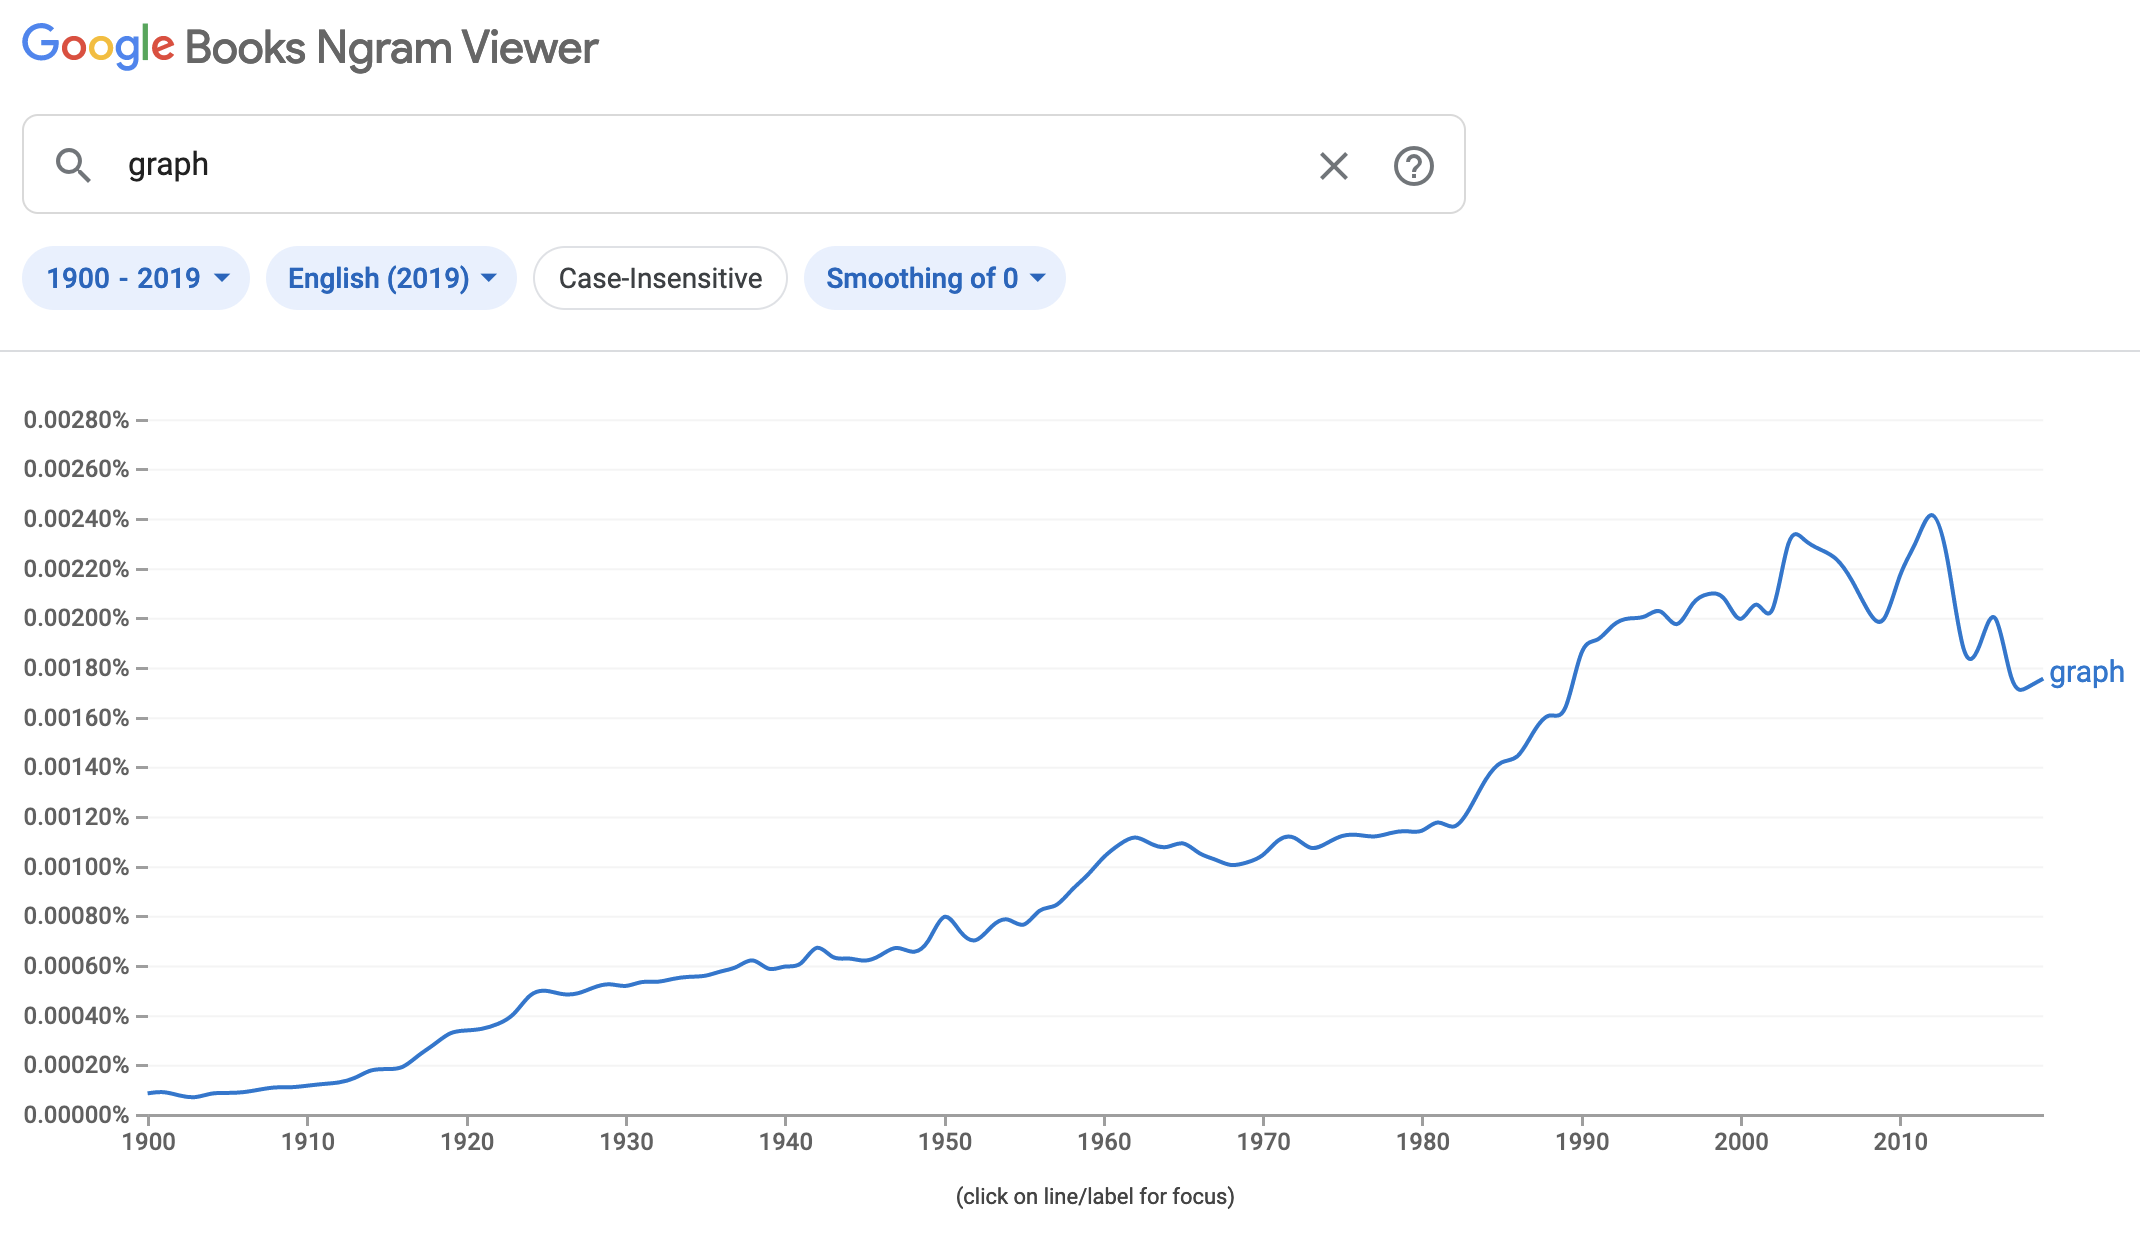 Google Books Ngram Viewer
graph
1900 - 2019
English (2019)
Case-Insensitive
Smoothing of 0
0.00280%
0.00260%
0.00240%
0.00220%
0.00200%
0.00180%
graph
0.00160%
0.00140%
0.00120%
0.00100%
0.00080%
0.00060%
0.00040%
0.00020%
0.00000%
1900 1910 1920 1930 1940 1950 1960 1970 1980 1990 2000 2010
(click on line/label for focus)